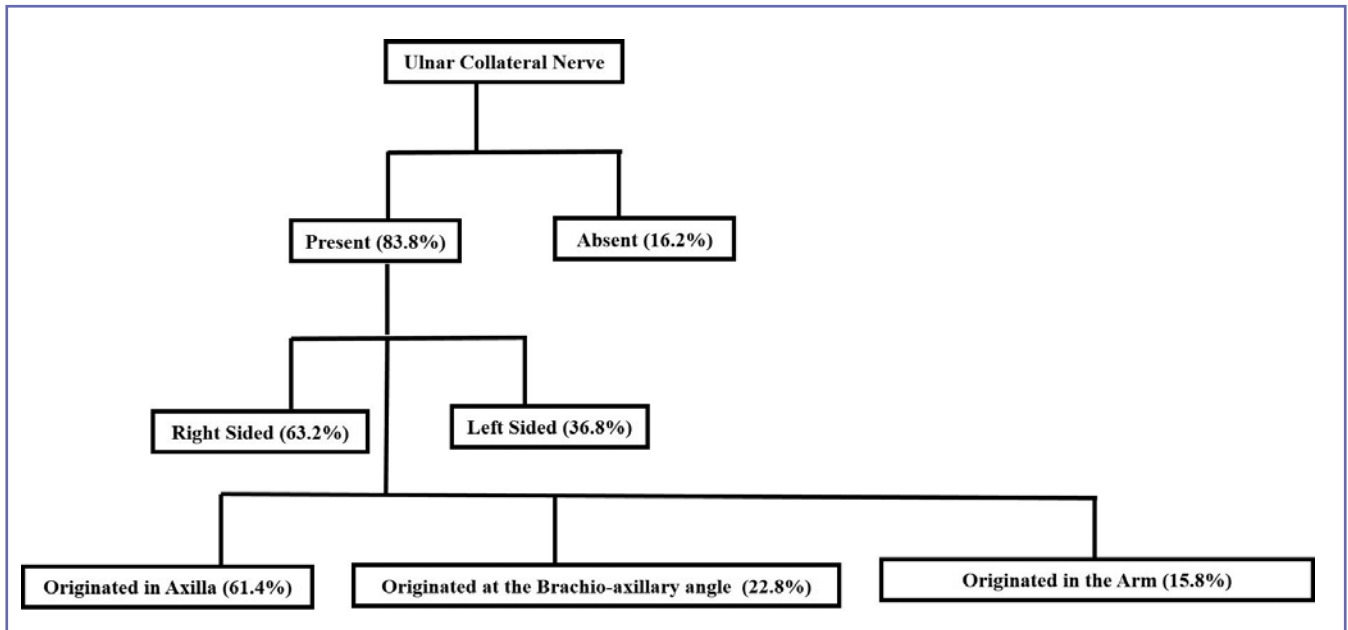 Ulnar Collateral Nerve
Present (83.8%)
Absent (16.2%)
Right Sided (63.2%)
Left Sided (36.8%)
Originated in Axilla (61.4%)
Originated at the Brachio-axillary angle (22.8%)
Originated in the Arm (15.8%)